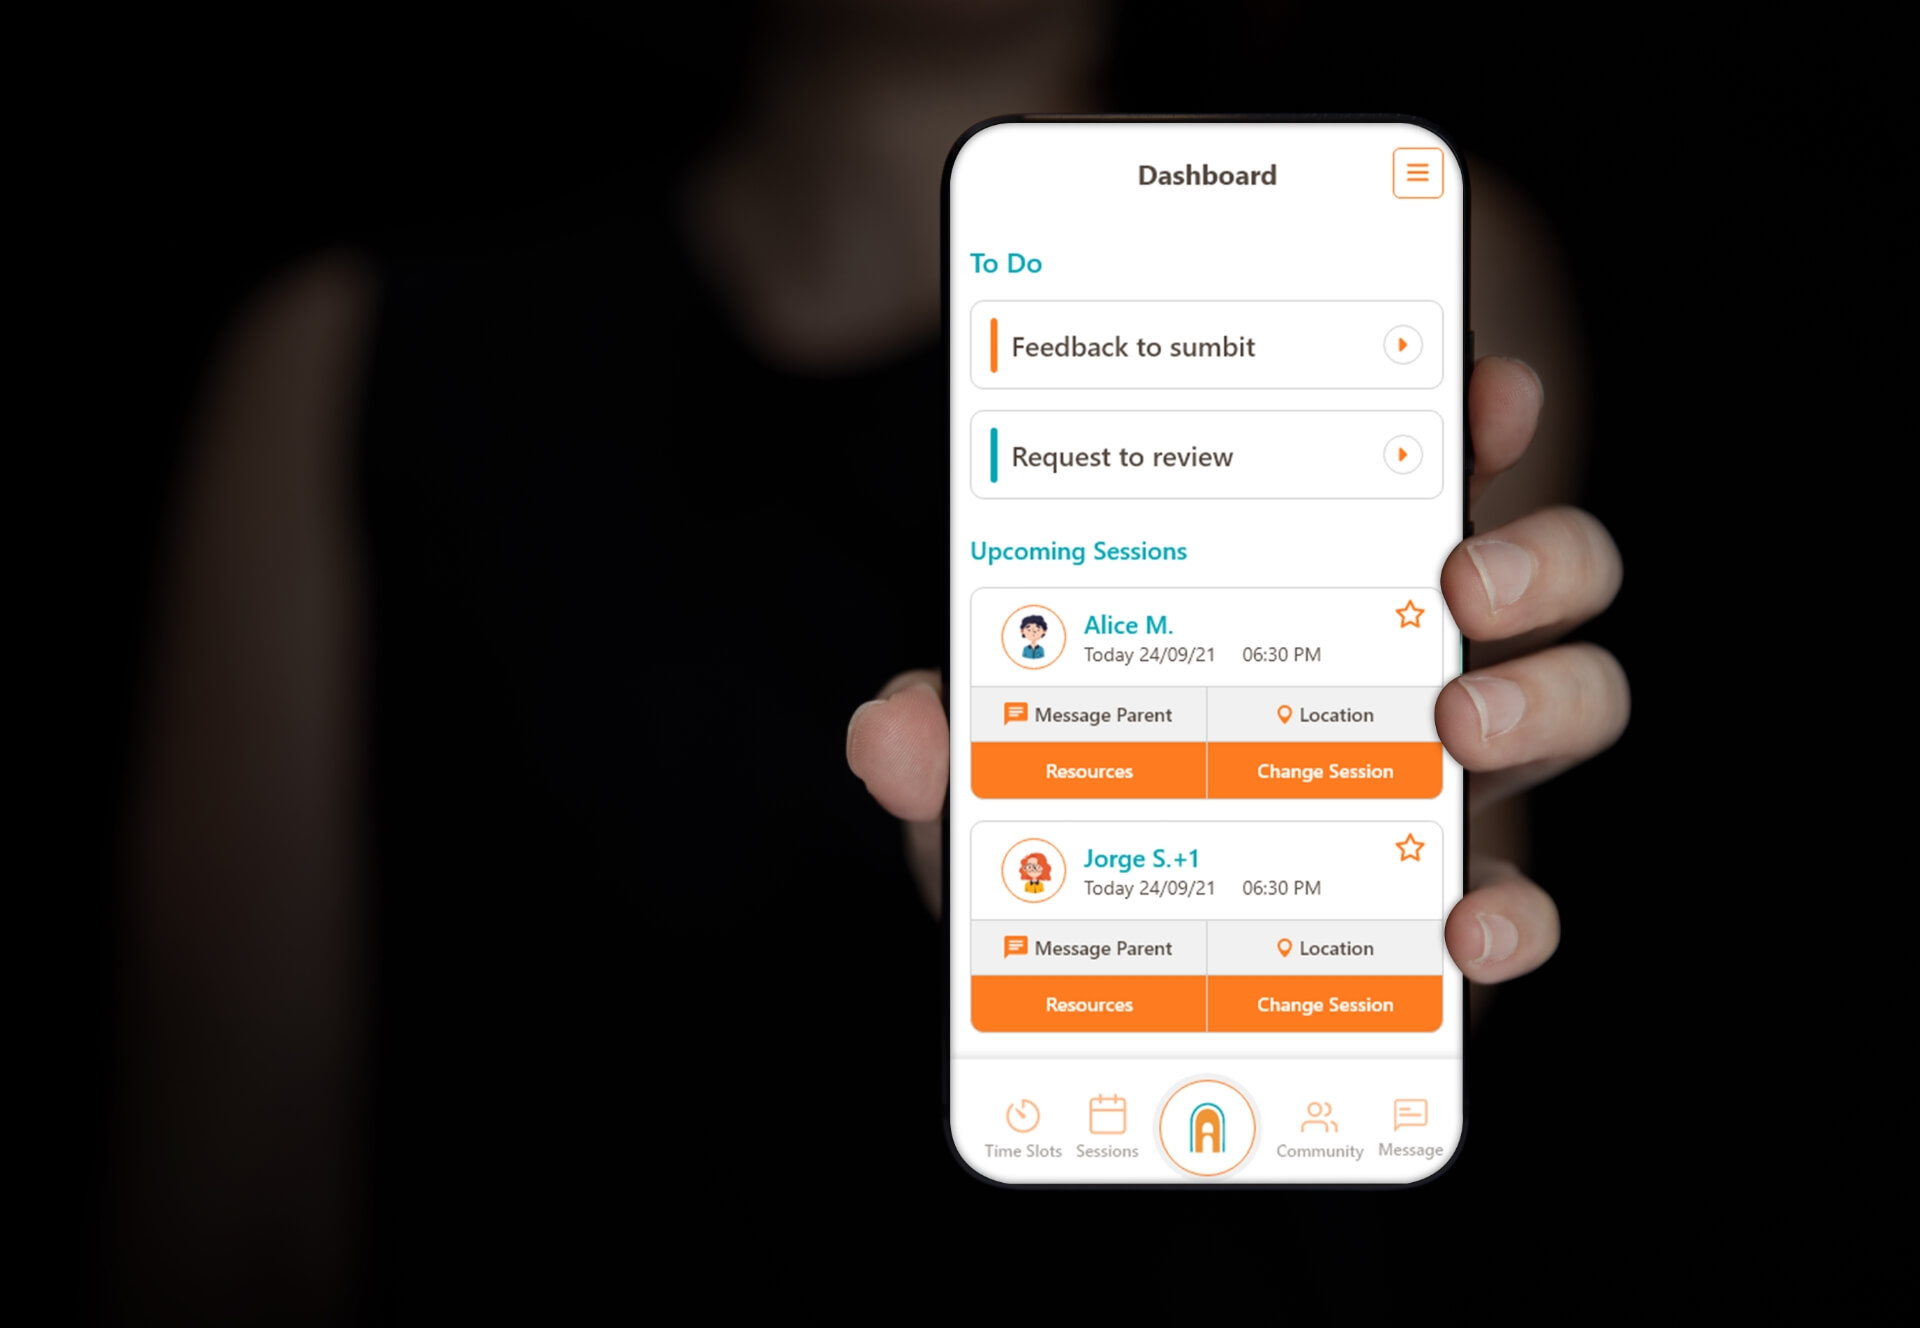 Dashboard
To Do
Feedback to sumbit
Request to review
Upcoming Sessions
Alice M.
Today 24/09/21 06:30 PM
Message Parent Location
Resources Change Session
Jorge S.+1
Today 24/09/21 06:30 PM
Message Parent Location
Resources Change Session
Time Slots Sessions Community Message